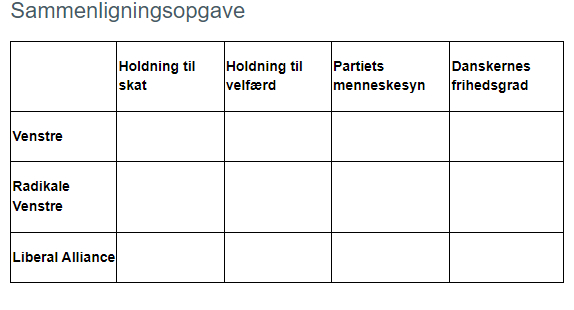 Sammenligningsopgave
Holdning til skat
Holdning til velfærd
Partiets menneskesyn
Danskernes frihedsgrad
Venstre
Radikale Venstre
Liberal Alliance